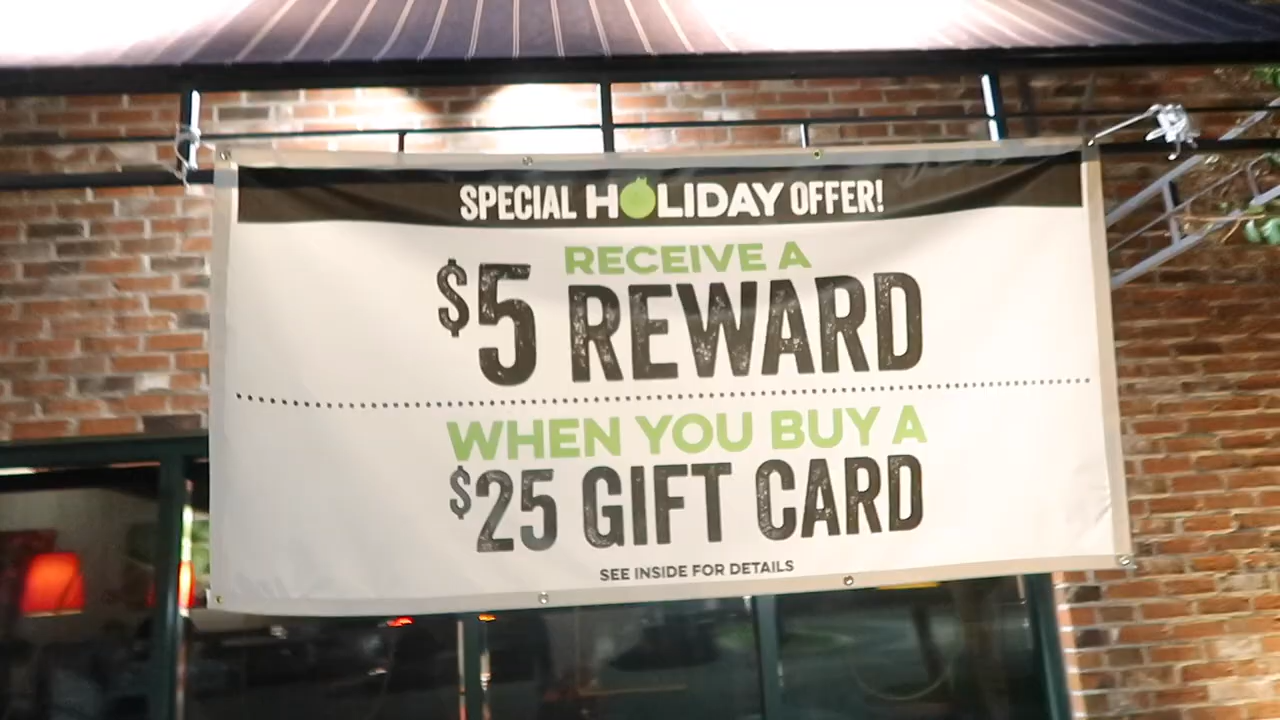 SPECIAL HOLIDAY OFFER!
RECEIVE A
$5 REWARD
WHEN YOU BUY A
$25 GIFT CARD
SEE INSIDE FOR DETAILS